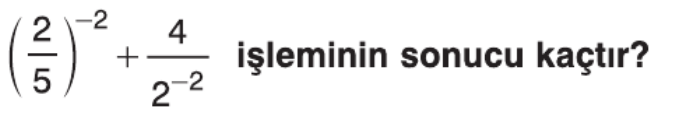 (2/5)⁻² + 4/2⁻² işleminin sonucu kaçtır?